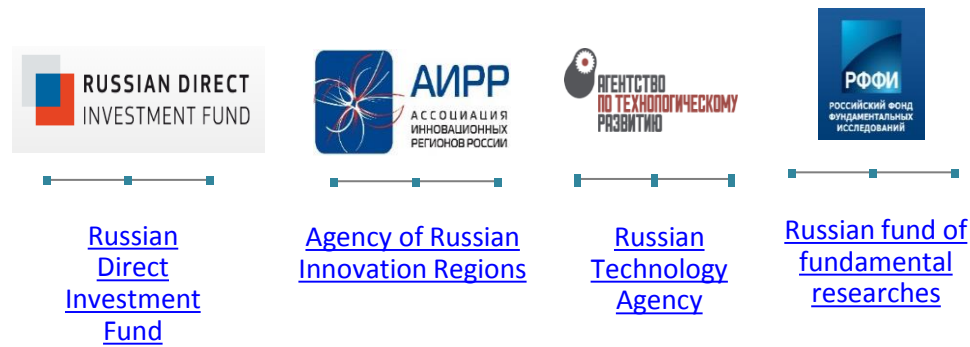 RUSSIAN DIRECT
INVESTMENT FUND
АИРР
АССОЦИАЦИЯ
ИННОВАЦИОННЫХ
РЕГИОНОВ РОССИИ
АГЕНТСТВО
ПО ТЕХНОЛОГИЧЕСКОМУ
РАЗВИТИЮ
РФФИ
РОССИЙСКИЙ ФОНД
ФУНДАМЕНТАЛЬНЫХ
ИССЛЕДОВАНИЙ
Russian
Direct
Investment
Fund
Agency of Russian
Innovation Regions
Russian
Technology
Agency
Russian fund of
fundamental
researches